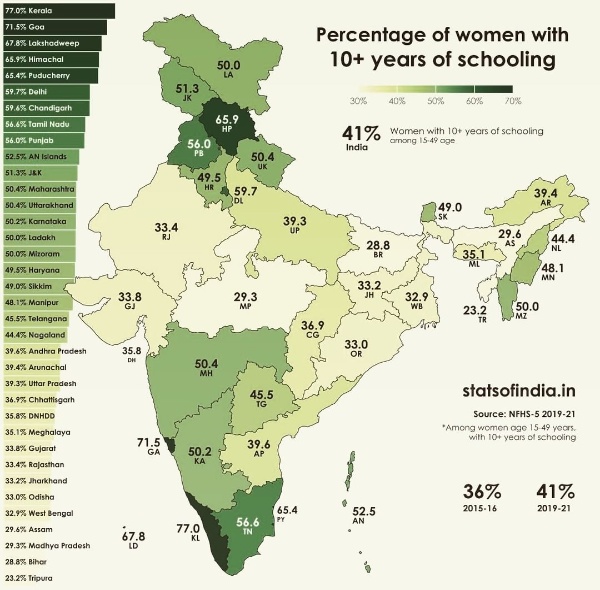 Percentage of women with
10+ years of schooling
30% 40% 50% 60% 70%
41%
India
Women with 10+ years of schooling
among 15-49 age
77.0% Kerala
71.5% Goa
67.8% Lakshadweep
65.9% Himachal
65.4% Puducherry
59.7% Delhi
59.6% Chandigarh
56.6% Tamil Nadu
56.0% Punjab
52.5% AN Islands
51.3% J&K
50.4% Maharashtra
50.4% Uttarakhand
50.2% Karnataka
50.0% Ladakh
50.0% Mizoram
49.5% Haryana
49.0% Sikkim
48.1% Manipur
45.5% Telangana
44.4% Nagaland
39.6% Andhra Pradesh
39.4% Arunachal
39.3% Uttar Pradesh
36.9% Chhattisgarh
35.8% DNHDD
35.1% Meghalaya
33.8% Gujarat
33.4% Rajasthan
33.2% Jharkhand
33.0% Odisha
32.9% West Bengal
29.6% Assam
29.3% Madhya Pradesh
28.8% Bihar
23.2% Tripura
50.0
LA
51.3
JK
65.9
HP
56.0
PB
50.4
UK
49.5
HR
59.7
DL
39.3
UP
33.4
RJ
49.0
SK
39.4
AR
29.6
AS
44.4
NL
35.1
ML
48.1
MN
28.8
BR
23.2
TR
50.0
MZ
33.8
GJ
29.3
MP
33.2
JH
32.9
WB
36.9
CG
33.0
OR
35.8
DH
50.4
MH
45.5
TG
71.5
GA
50.2
KA
39.6
AP
67.8
LD
77.0
KL
56.6
TN
65.4
PY
52.5
AN
statsofindia.in
Source: NFHS-5 2019-21
*Among women age 15-49 years,
with 10+ years of schooling
36% 41%
2015-16 2019-21